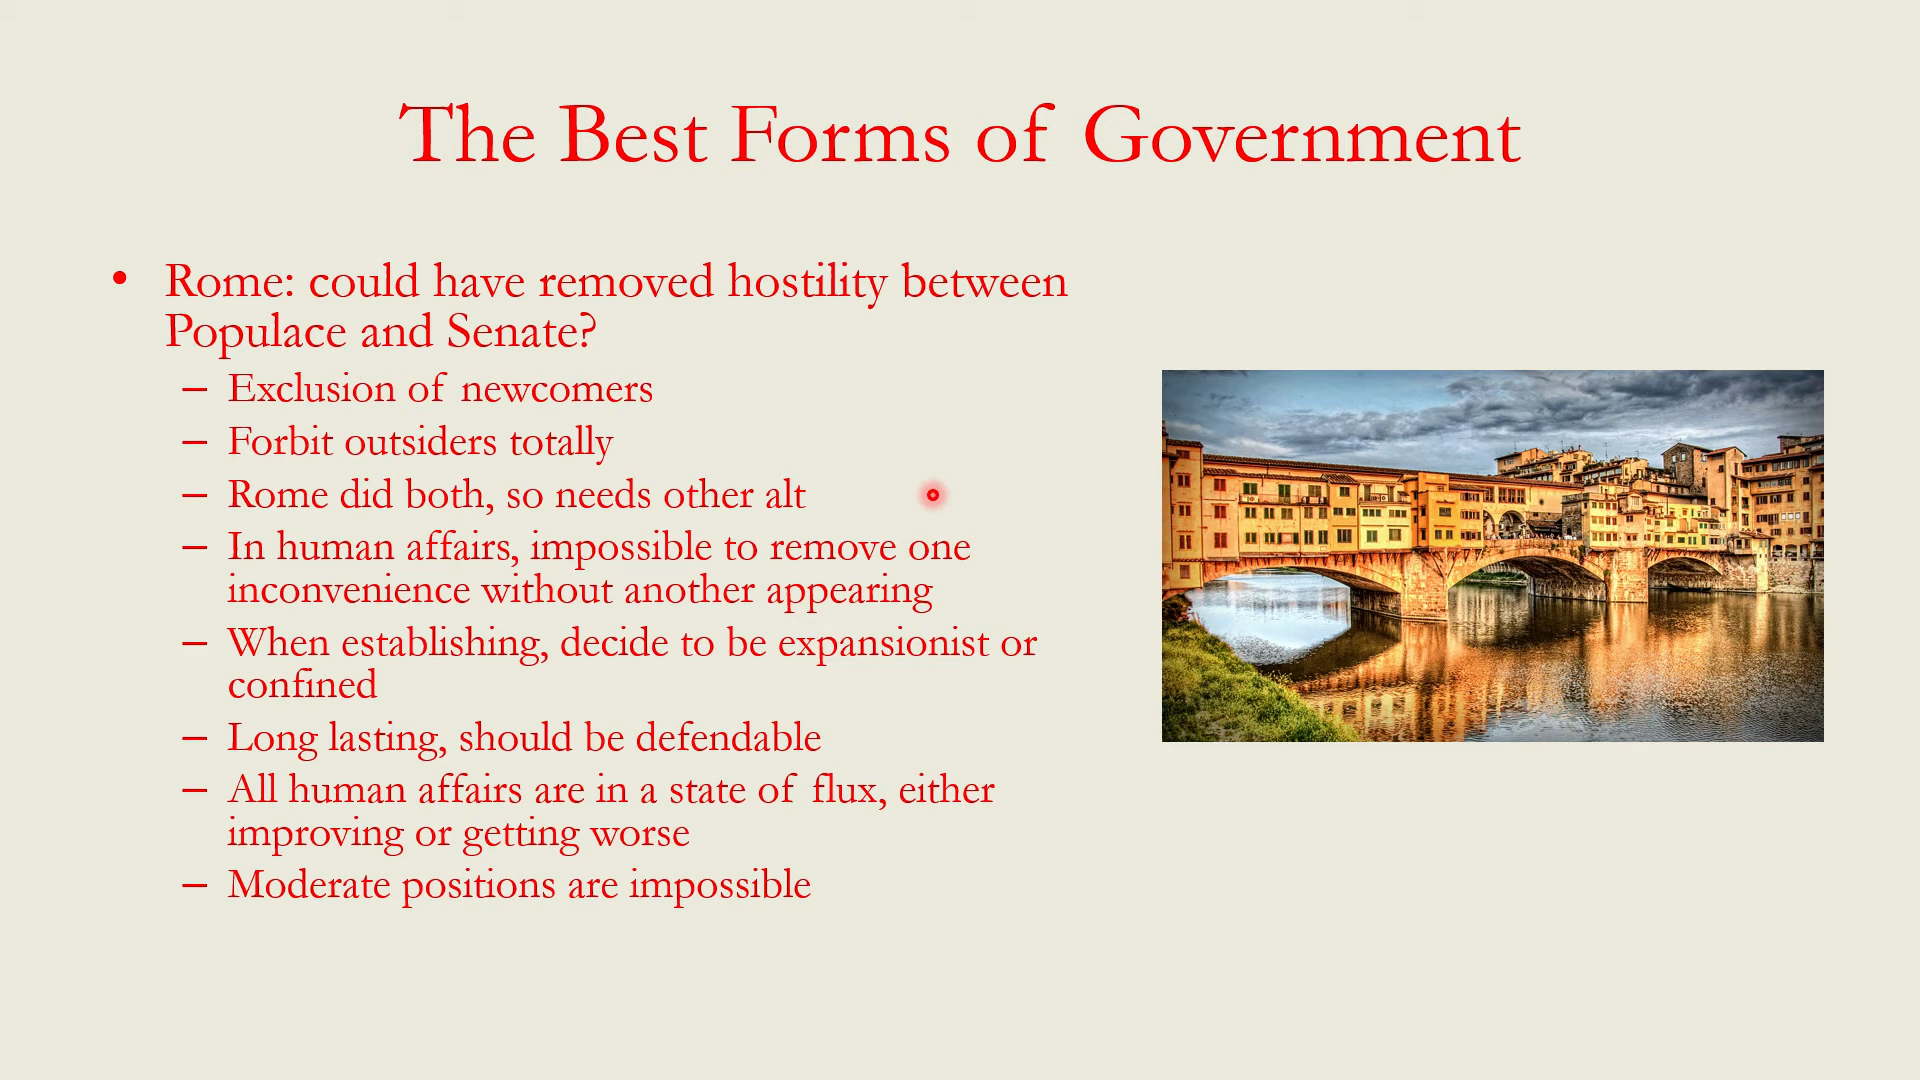 The Best Forms of Government
• Rome: could have removed hostility between
Populace and Senate?
– Exclusion of newcomers
– Forbit outsiders totally
– Rome did both, so needs other alt
– In human affairs, impossible to remove one
inconvenience without another appearing
– When establishing, decide to be expansionist or
confined
– Long lasting, should be defendable
– All human affairs are in a state of flux, either
improving or getting worse
– Moderate positions are impossible